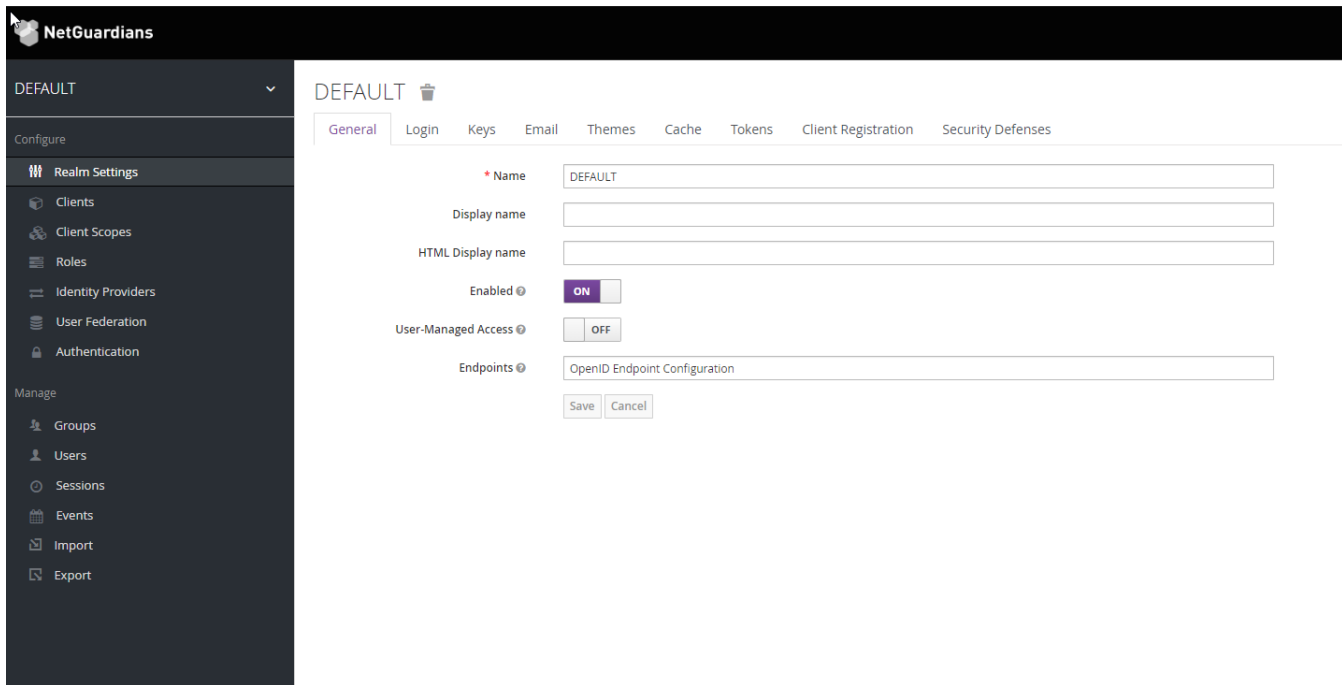 NetGuardians
DEFAULT
Configure
Realm Settings
Clients
Client Scopes
Roles
Identity Providers
User Federation
Authentication
Manage
Groups
Users
Sessions
Events
Import
Export
DEFAULT
General Login Keys Email Themes Cache Tokens Client Registration Security Defenses
* Name DEFAULT
Display name
HTML Display name
Enabled ON
User-Managed Access OFF
Endpoints OpenID Endpoint Configuration
Save Cancel